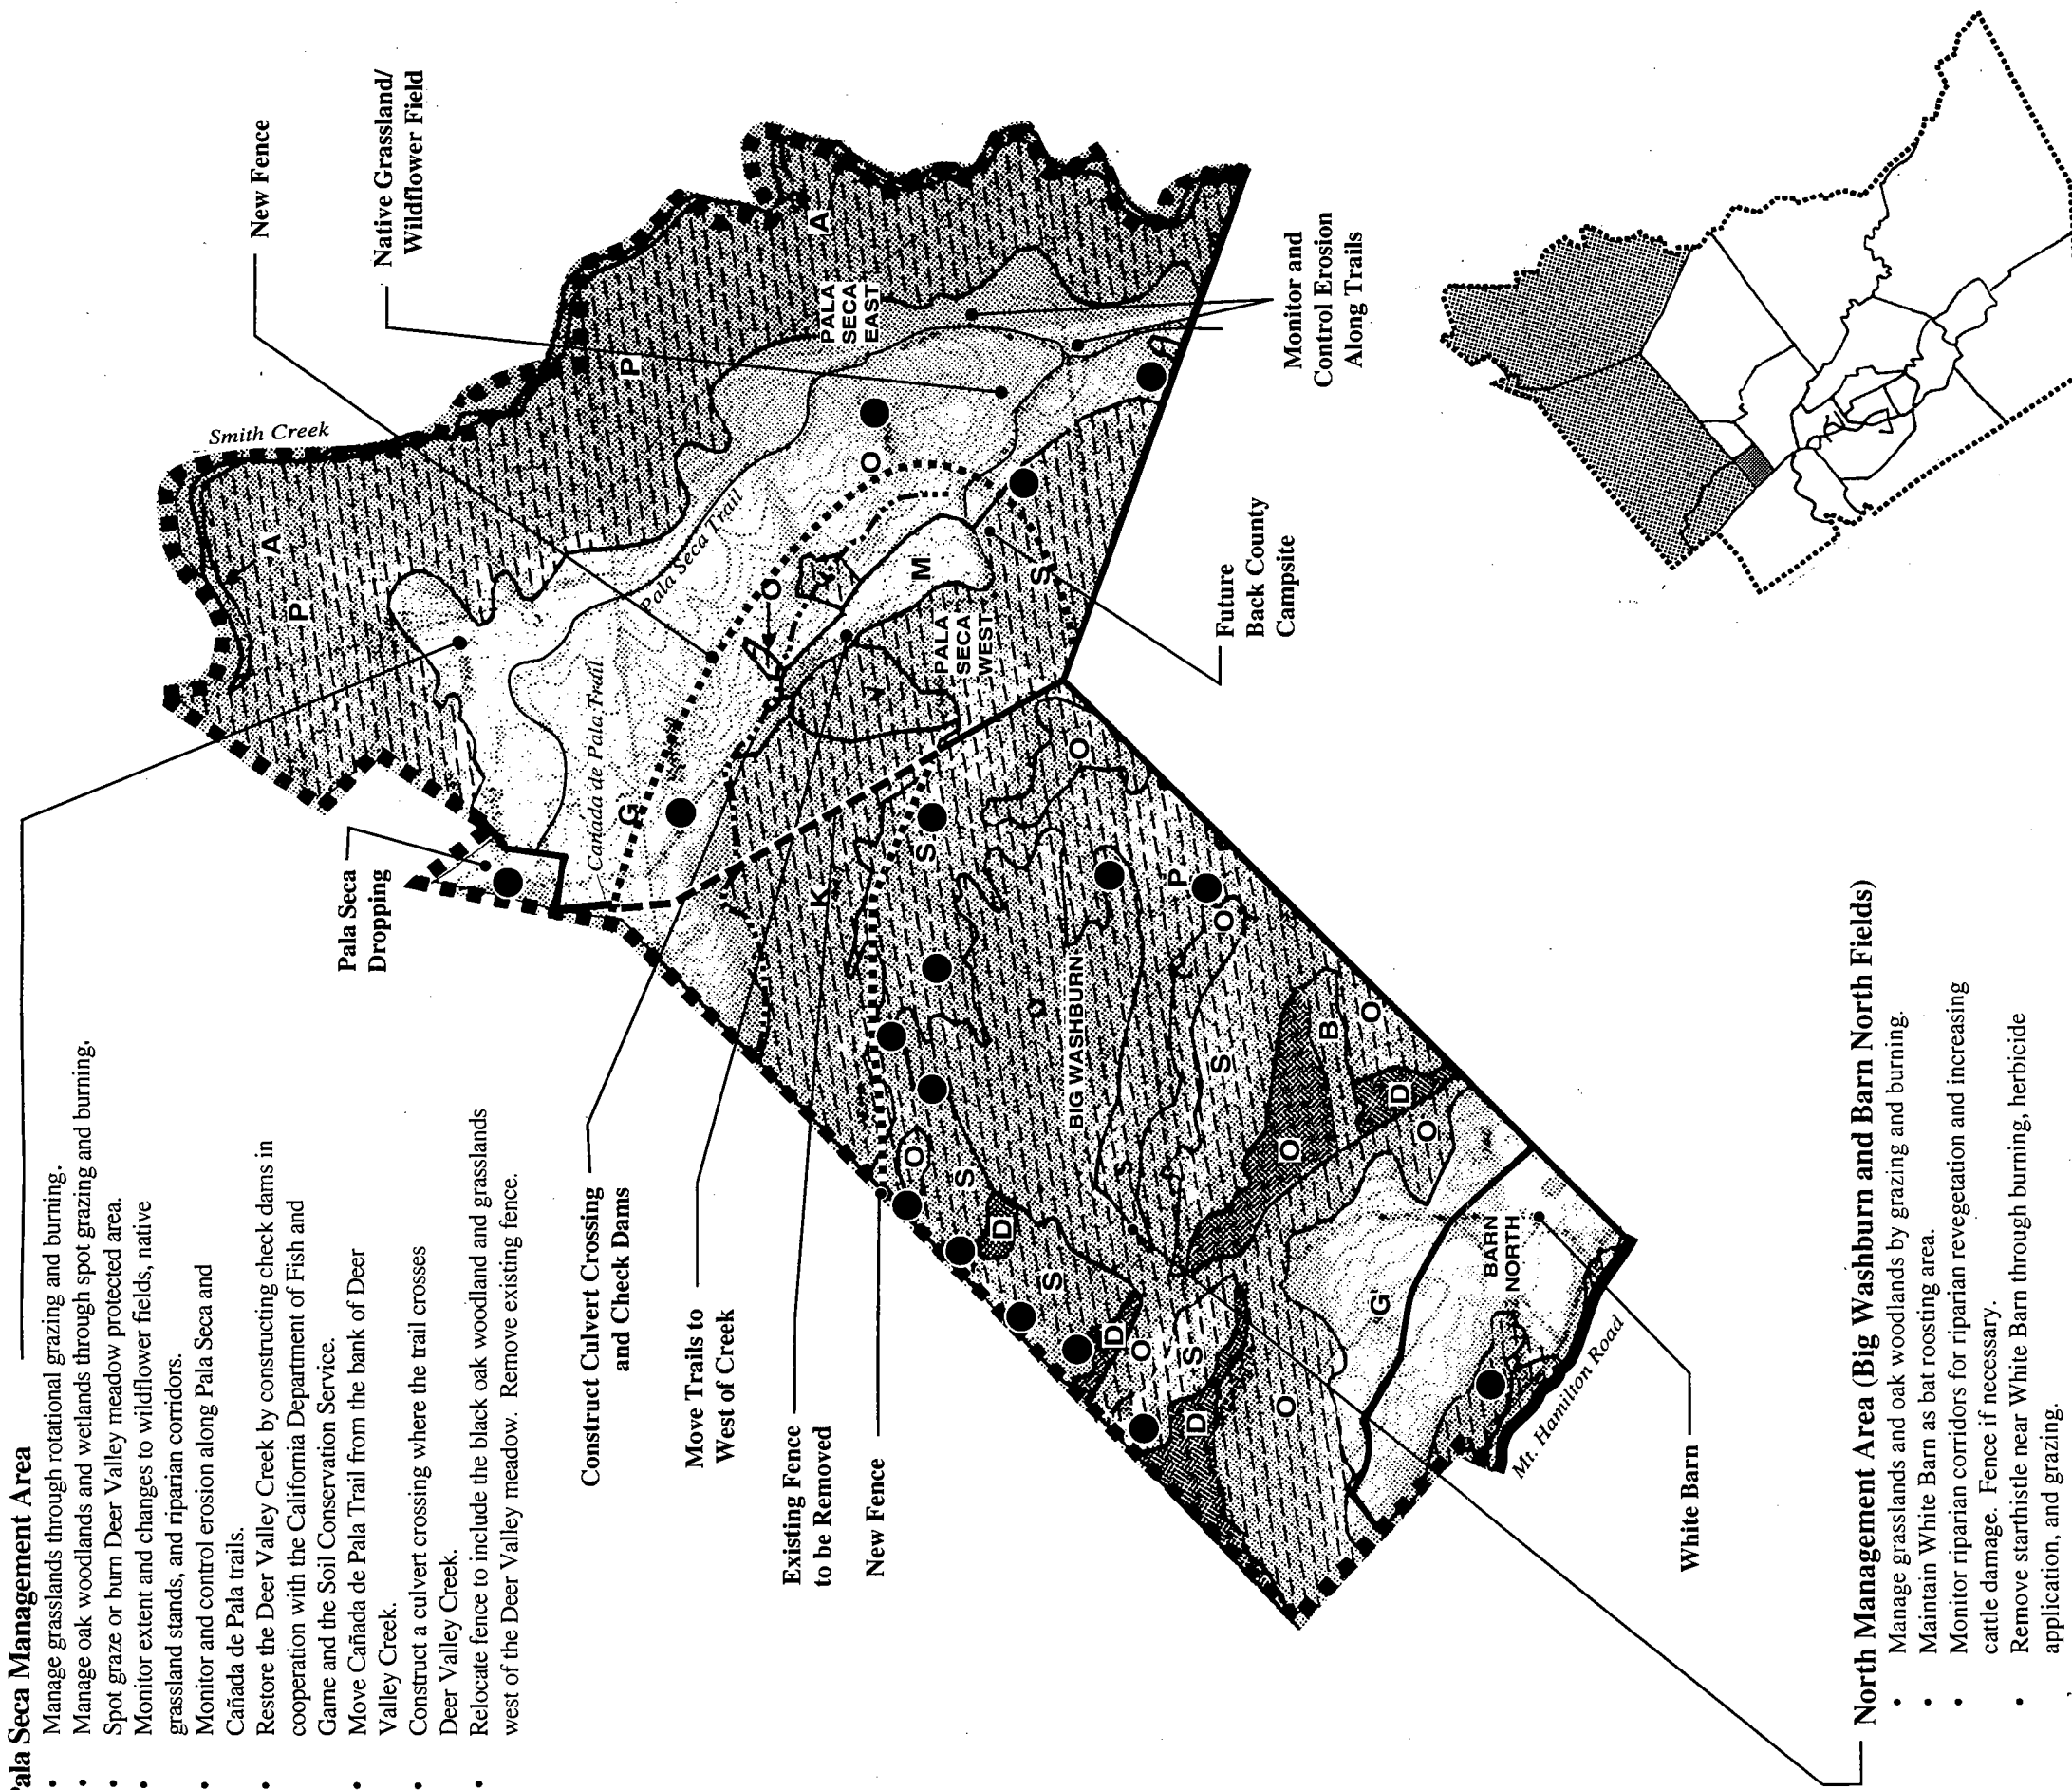 Pala Seca Management Area
• Manage grasslands through rotational grazing and burning.
• Manage oak woodlands and wetlands through spot grazing and burning.
• Spot graze or burn Deer Valley meadow protected area.
• Monitor extent and changes to wildflower fields, native
grassland stands, and riparian corridors.
• Monitor and control erosion along Pala Seca and
Cañada de Pala trails.
• Restore the Deer Valley Creek by constructing check dams in
cooperation with the California Department of Fish and
Game and the Soil Conservation Service.
• Move Cañada de Pala Trail from the bank of Deer
Valley Creek.
• Construct a culvert crossing where the trail crosses
Deer Valley Creek.
• Relocate fence to include the black oak woodland and grasslands
west of the Deer Valley meadow. Remove existing fence.
New Fence
Native Grassland/
Wildflower Field
Smith Creek
Pala Seca
Dropping
Cañada de Pala Trail
Pala Seca Trail
PALA
SECA
EAST
PALA
SECA
WEST
Monitor and
Control Erosion
Along Trails
Future
Back County
Campsite
Construct Culvert Crossing
and Check Dams
Move Trails to
West of Creek
Existing Fence
to be Removed
New Fence
BIG WASHBURN
BARN
NORTH
Mt. Hamilton Road
White Barn
A
P
P
A
G
O
O
M
V
V
S
K
S
O
P
O
S
B
O
O
D
O
O
S
D
S
D
O
S
S
D
O
G
North Management Area (Big Washburn and Barn North Fields)
• Manage grasslands and oak woodlands by grazing and burning.
• Maintain White Barn as bat roosting area.
• Monitor riparian corridors for riparian revegetation and increasing
cattle damage. Fence if necessary.
• Remove starthistle near White Barn through burning, herbicide
application, and grazing.